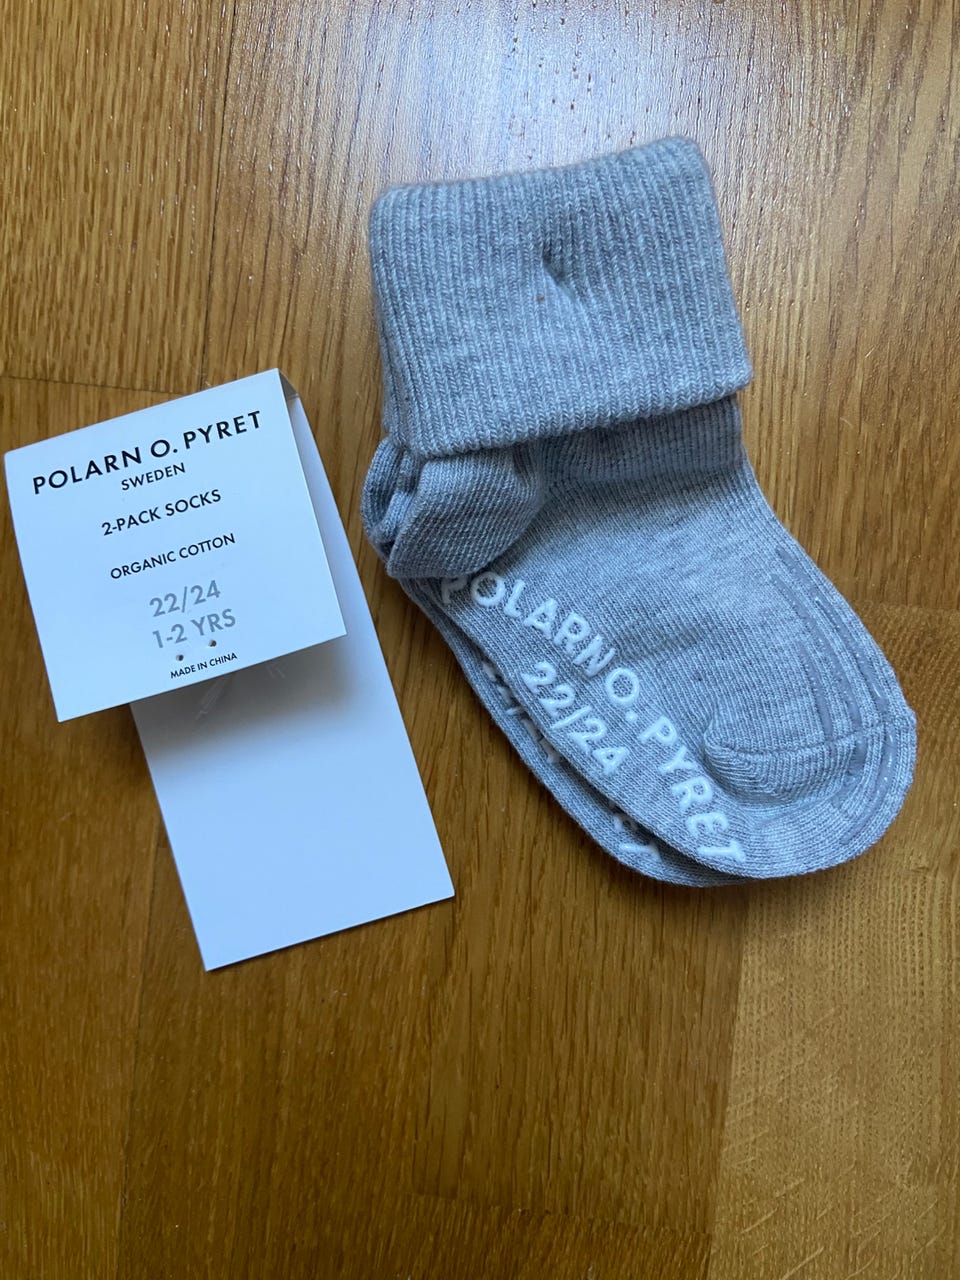 POLARN O. PYRET
SWEDEN
2-PACK SOCKS
ORGANIC COTTON
22/24
1-2 YRS
MADE IN CHINA
POLARN O. PYRET
22/24